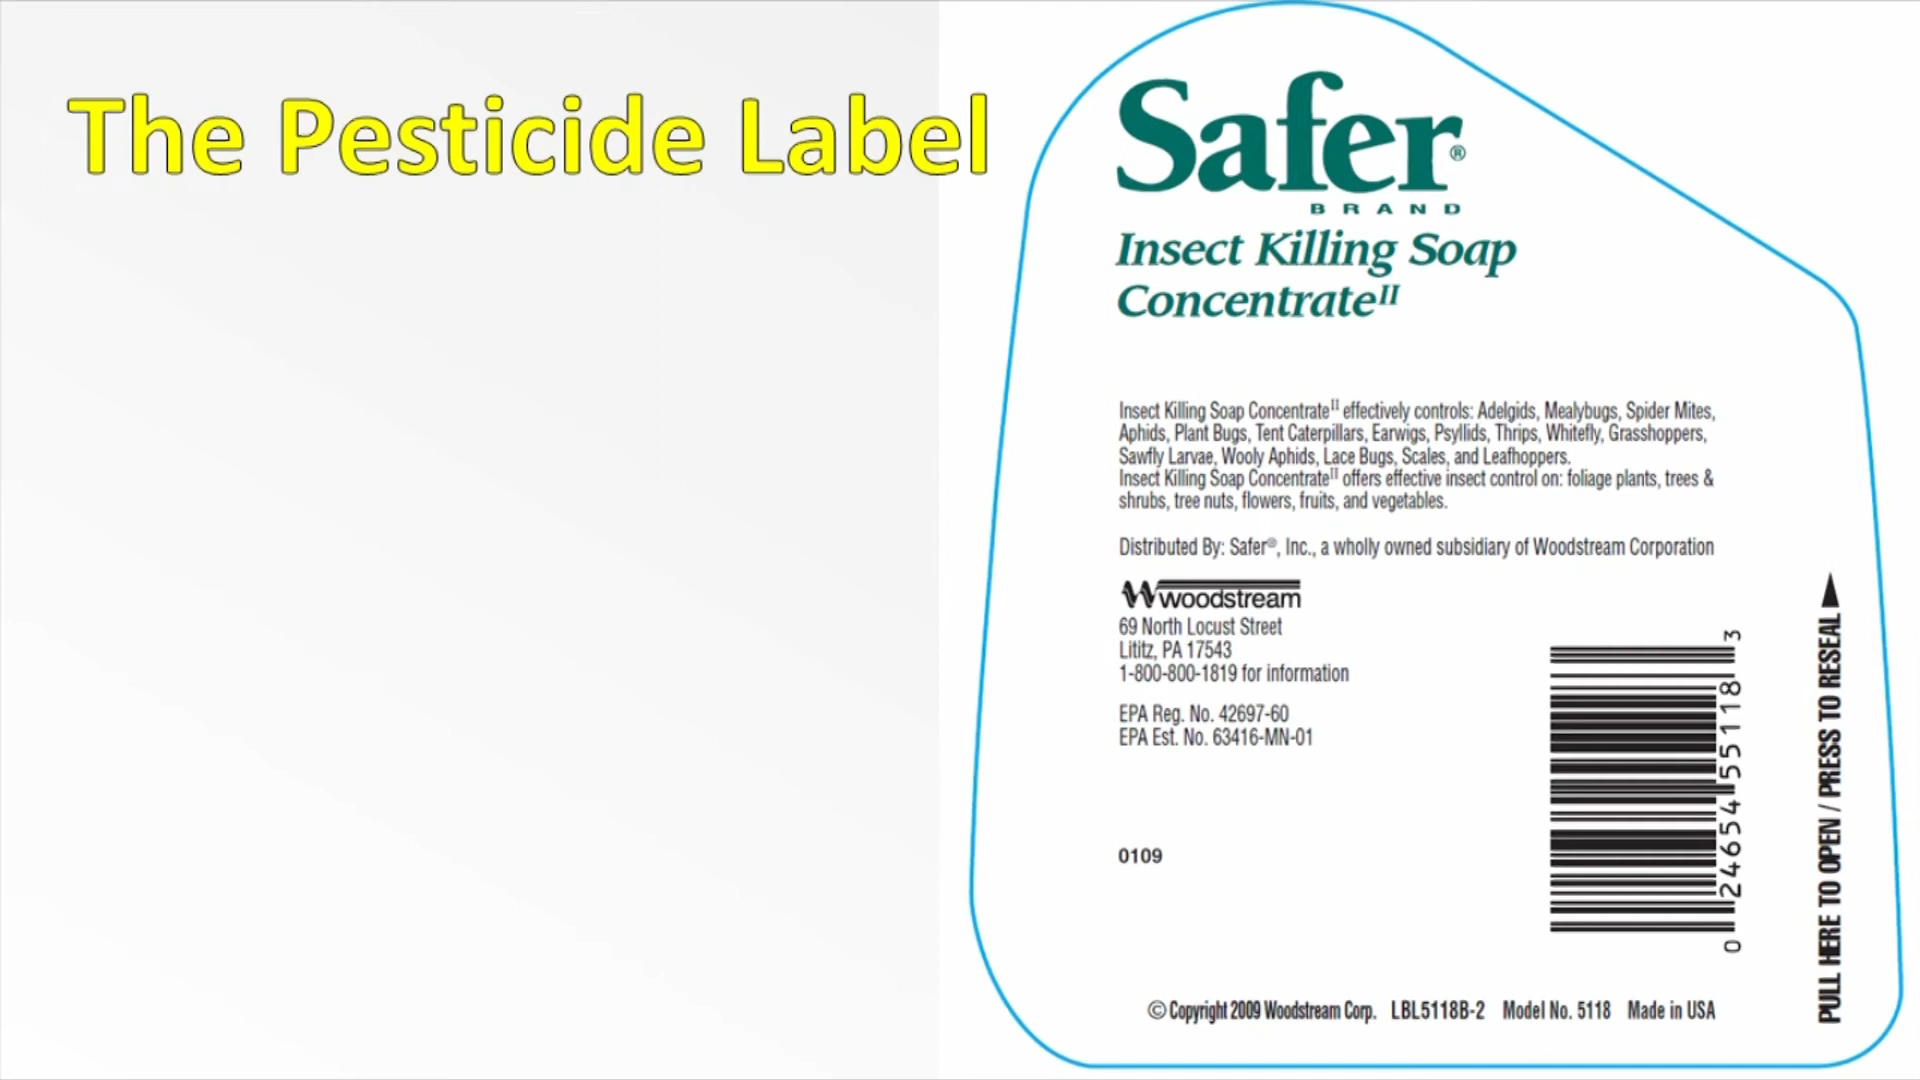 The Pesticide Label
Safer®
BRAND
Insect Killing Soap
Concentrateᴵᴵ
Insect Killing Soap Concentrateᴵᴵ effectively controls: Adelgids, Mealybugs, Spider Mites,
Aphids, Plant Bugs, Tent Caterpillars, Earwigs, Psyllids, Thrips, Whitefly, Grasshoppers,
Sawfly Larvae, Wooly Aphids, Lace Bugs, Scales, and Leafhoppers.
Insect Killing Soap Concentrateᴵᴵ offers effective insect control on: foliage plants, trees &
shrubs, tree nuts, flowers, fruits, and vegetables.
Distributed By: Safer®, Inc., a wholly owned subsidiary of Woodstream Corporation
woodstream
69 North Locust Street
Lititz, PA 17543
1-800-800-1819 for information
EPA Reg. No. 42697-60
EPA Est. No. 63416-MN-01
0109
0 24654 55118 3
PULL HERE TO OPEN / PRESS TO RESEAL
© Copyright 2009 Woodstream Corp. LBL5118B-2 Model No. 5118 Made in USA